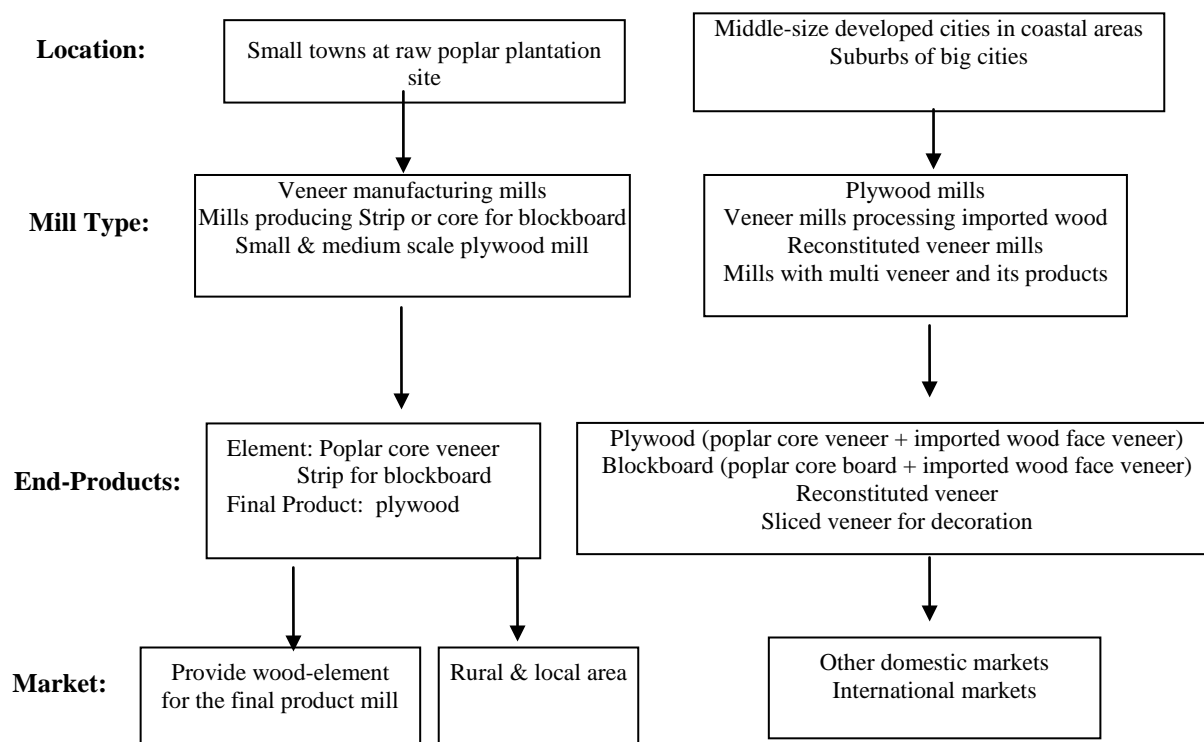 Location:
Small towns at raw poplar plantation
site
Middle-size developed cities in coastal areas
Suburbs of big cities
Mill Type:
Veneer manufacturing mills
Mills producing Strip or core for blockboard
Small & medium scale plywood mill
Plywood mills
Veneer mills processing imported wood
Reconstituted veneer mills
Mills with multi veneer and its products
End-Products:
Element: Poplar core veneer
Strip for blockboard
Final Product: plywood
Plywood (poplar core veneer + imported wood face veneer)
Blockboard (poplar core board + imported wood face veneer)
Reconstituted veneer
Sliced veneer for decoration
Market:
Provide wood-element
for the final product mill
Rural & local area
Other domestic markets
International markets